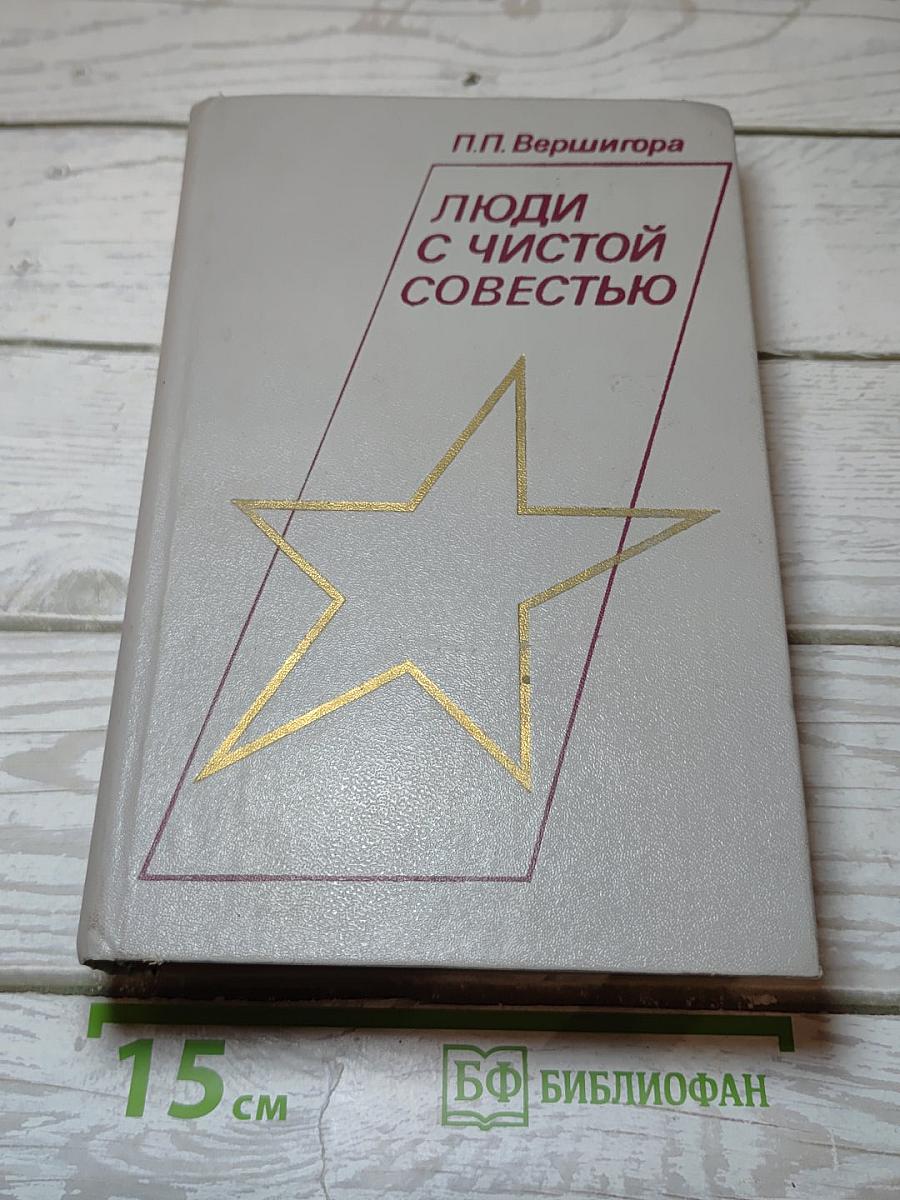 П.П. Вершигора
ЛЮДИ
С ЧИСТОЙ
СОВЕСТЬЮ
15 см
БФ БИБЛИОФАН